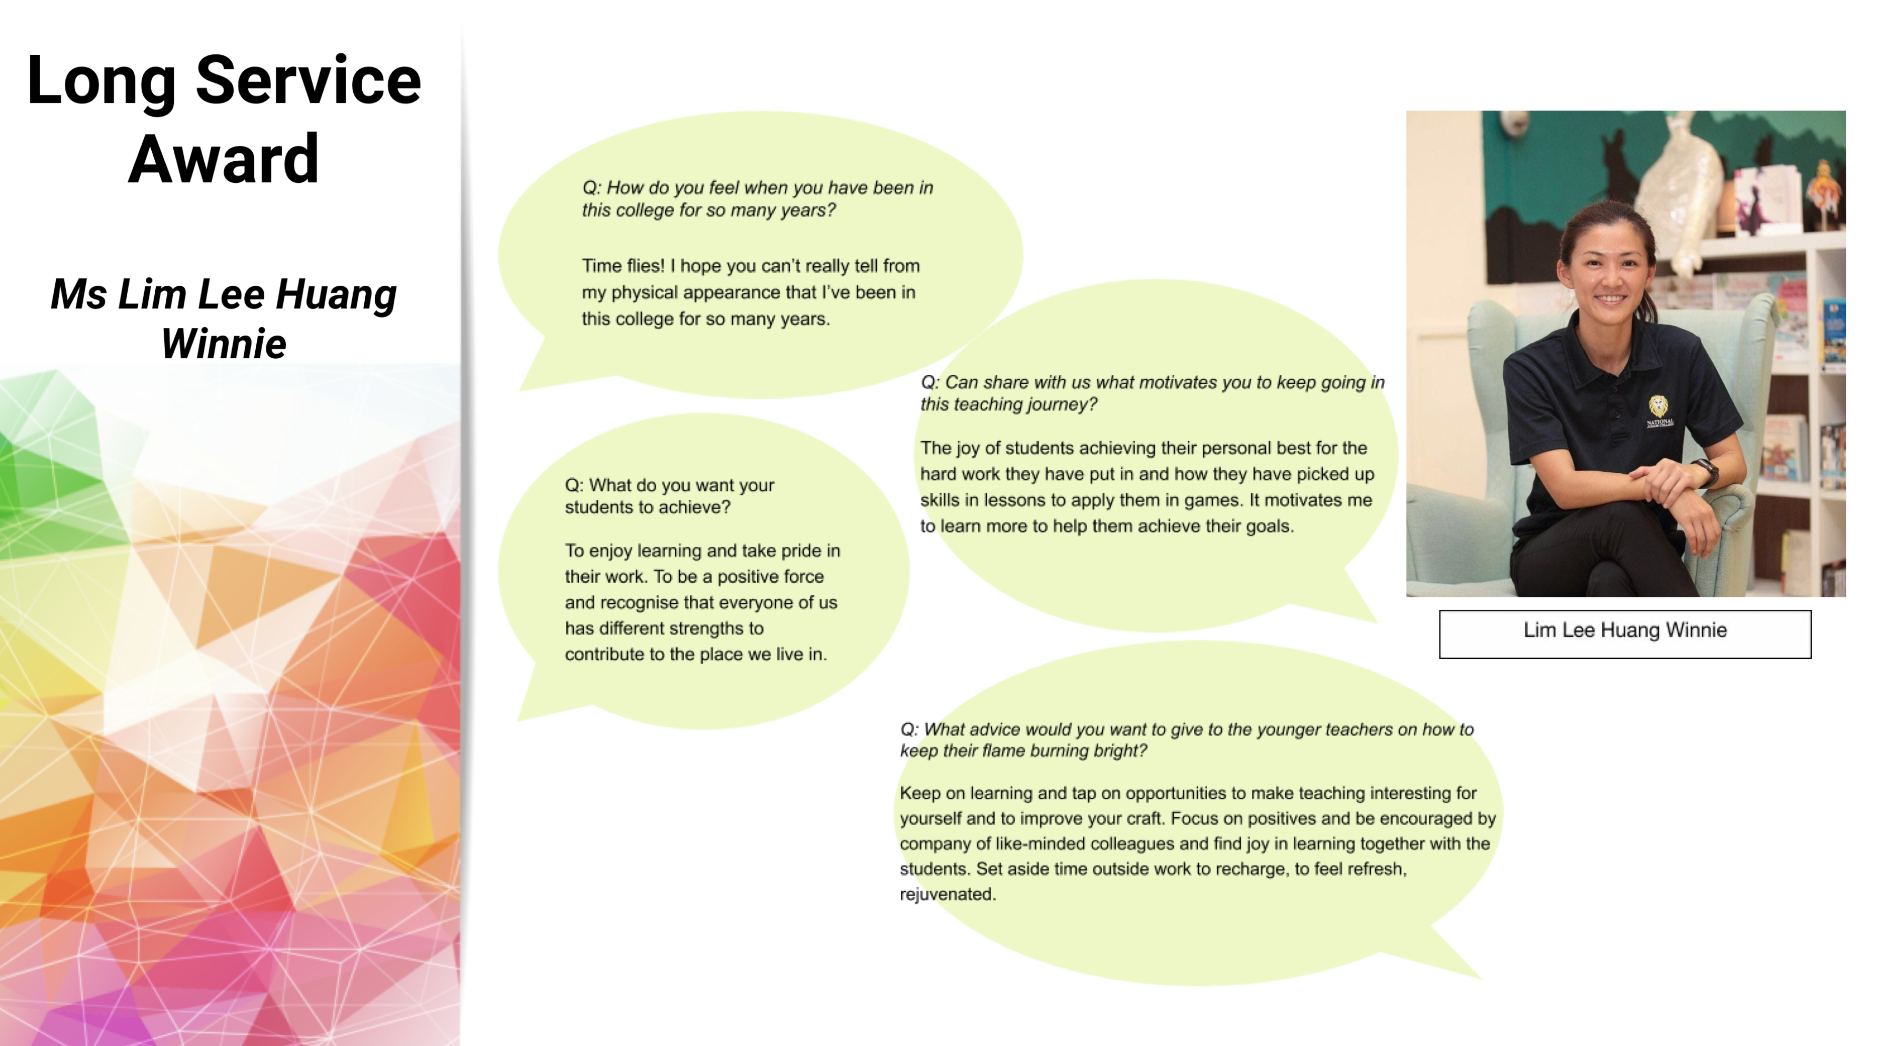 Long Service
Award
Ms Lim Lee Huang
Winnie
Q: How do you feel when you have been in
this college for so many years?
Time flies! I hope you can't really tell from
my physical appearance that I've been in
this college for so many years.
Q: Can share with us what motivates you to keep going in
this teaching journey?
The joy of students achieving their personal best for the
hard work they have put in and how they have picked up
skills in lessons to apply them in games. It motivates me
to learn more to help them achieve their goals.
Q: What do you want your
students to achieve?
To enjoy learning and take pride in
their work. To be a positive force
and recognise that everyone of us
has different strengths to
contribute to the place we live in.
NATIONAL
Lim Lee Huang Winnie
Q: What advice would you want to give to the younger teachers on how to
keep their flame burning bright?
Keep on learning and tap on opportunities to make teaching interesting for
yourself and to improve your craft. Focus on positives and be encouraged by
company of like-minded colleagues and find joy in learning together with the
students. Set aside time outside work to recharge, to feel refresh,
rejuvenated.